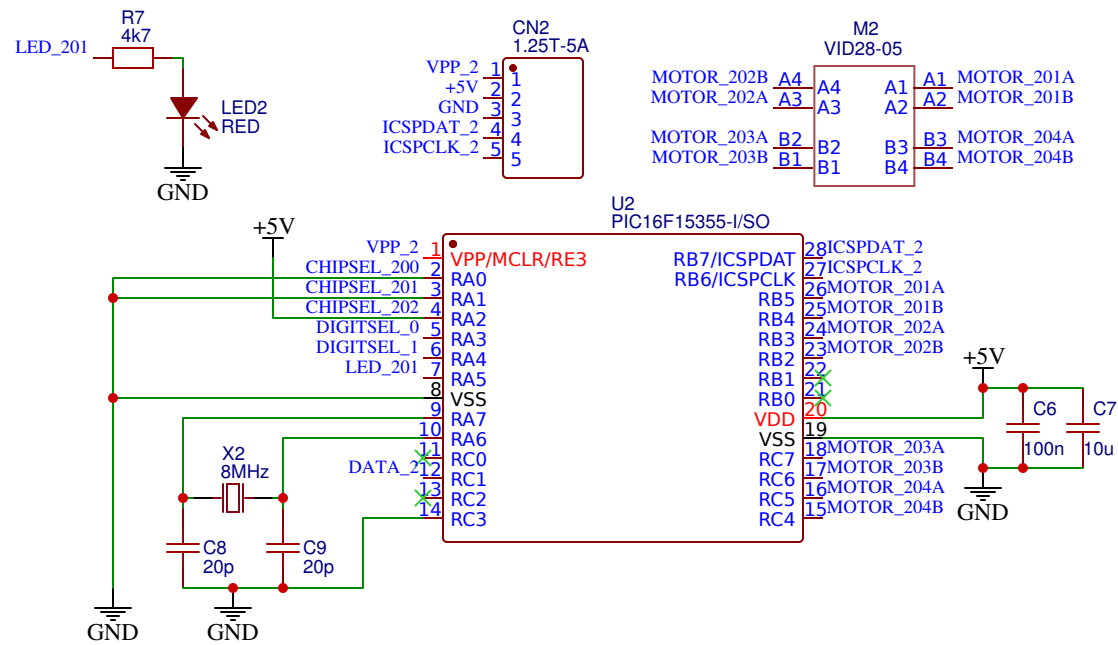 R7
4k7
LED_201
LED2
RED
GND
CN2
1.25T-5A
VPP_2 1 1
+5V 2 2
GND 3 3
ICSPDAT_2 4 4
ICSPCLK_2 5 5
M2
VID28-05
MOTOR_202B A4 A4 A1 A1 MOTOR_201A
MOTOR_202A A3 A3 A2 A2 MOTOR_201B
MOTOR_203A B2 B2 B3 B3 MOTOR_204A
MOTOR_203B B1 B1 B4 B4 MOTOR_204B
U2
PIC16F15355-I/SO
+5V
VPP_2 1 VPP/MCLR/RE3 RB7/ICSPDAT 28 ICSPDAT_2
CHIPSEL_200 2 RA0 RB6/ICSPCLK 27 ICSPCLK_2
CHIPSEL_201 3 RA1 RB5 26 MOTOR_201A
CHIPSEL_202 4 RA2 RB4 25 MOTOR_201B
DIGITSEL_0 5 RA3 RB3 24 MOTOR_202A
DIGITSEL_1 6 RA4 RB2 23 MOTOR_202B
LED_201 7 RA5 RB1 22
8 VSS RB0 21
9 RA7 VDD 20
10 RA6 VSS 19
11 RC0 RC7 18 MOTOR_203A
DATA_2 12 RC1 RC6 17 MOTOR_203B
13 RC2 RC5 16 MOTOR_204A
14 RC3 RC4 15 MOTOR_204B
+5V
C6
100n
C7
10u
GND
X2
8MHz
C8
20p
C9
20p
GND
GND